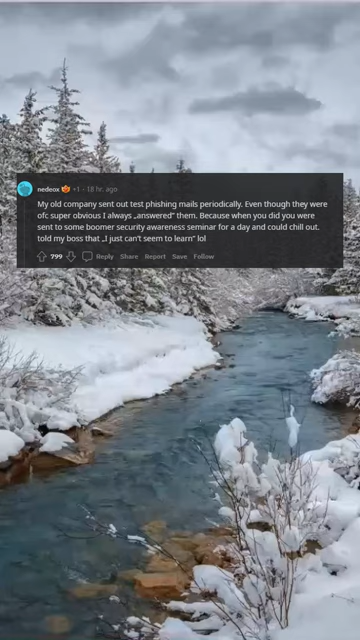 nedeox +1 - 18 hr. ago
My old company sent out test phishing mails periodically. Even though they were
ofc super obvious I always „answered" them. Because when you did you were
sent to some boomer security awareness seminar for a day and could chill out.
told my boss that „I just can't seem to learn" lol
799 Reply Share Report Save Follow